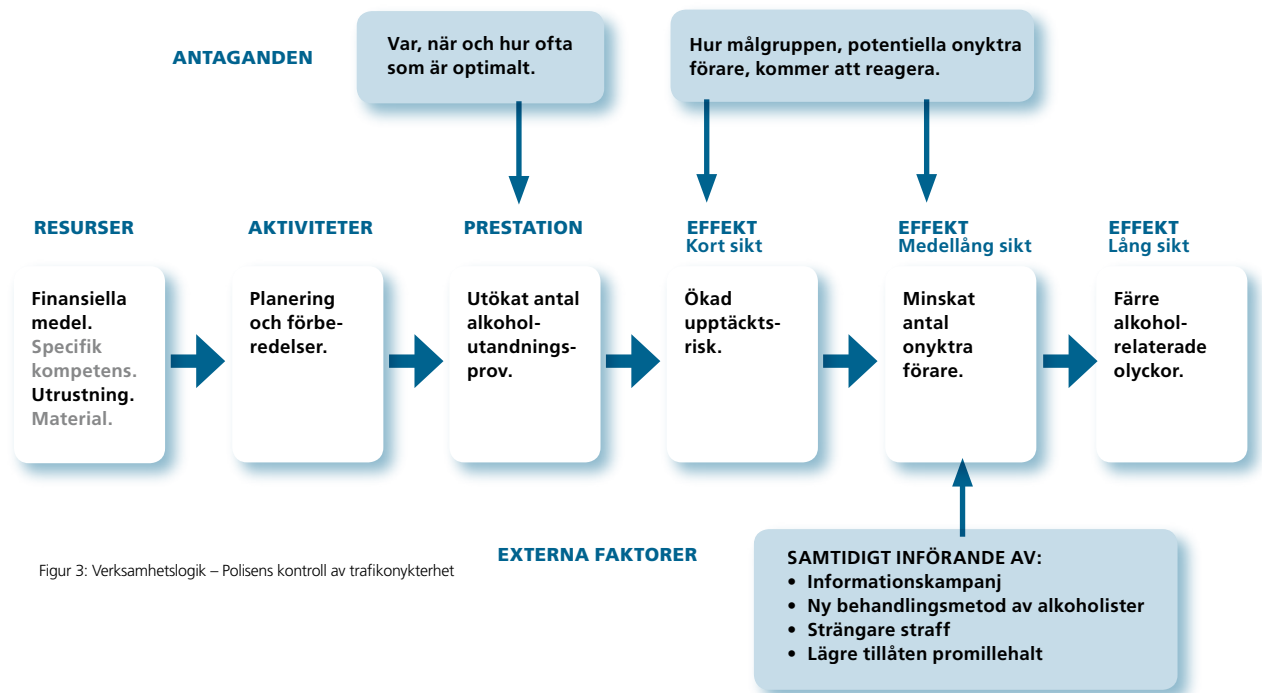 ANTAGANDEN
Var, när och hur ofta
som är optimalt.
Hur målgruppen, potentiella onyktra
förare, kommer att reagera.
RESURSER
Finansiella
medel.
Specifik
kompetens.
Utrustning.
Material.
AKTIVITETER
Planering
och förbe-
redelser.
PRESTATION
Utökat antal
alkohol-
utandnings-
prov.
EFFEKT
Kort sikt
Ökad
upptäckts-
risk.
EFFEKT
Medellång sikt
Minskat
antal
onyktra
förare.
EFFEKT
Lång sikt
Färre
alkohol-
relaterade
olyckor.
EXTERNA FAKTORER
SAMTIDIGT INFÖRANDE AV:
• Informationskampanj
• Ny behandlingsmetod av alkoholister
• Strängare straff
• Lägre tillåten promillehalt
Figur 3: Verksamhetslogik – Polisens kontroll av trafikonykterhet